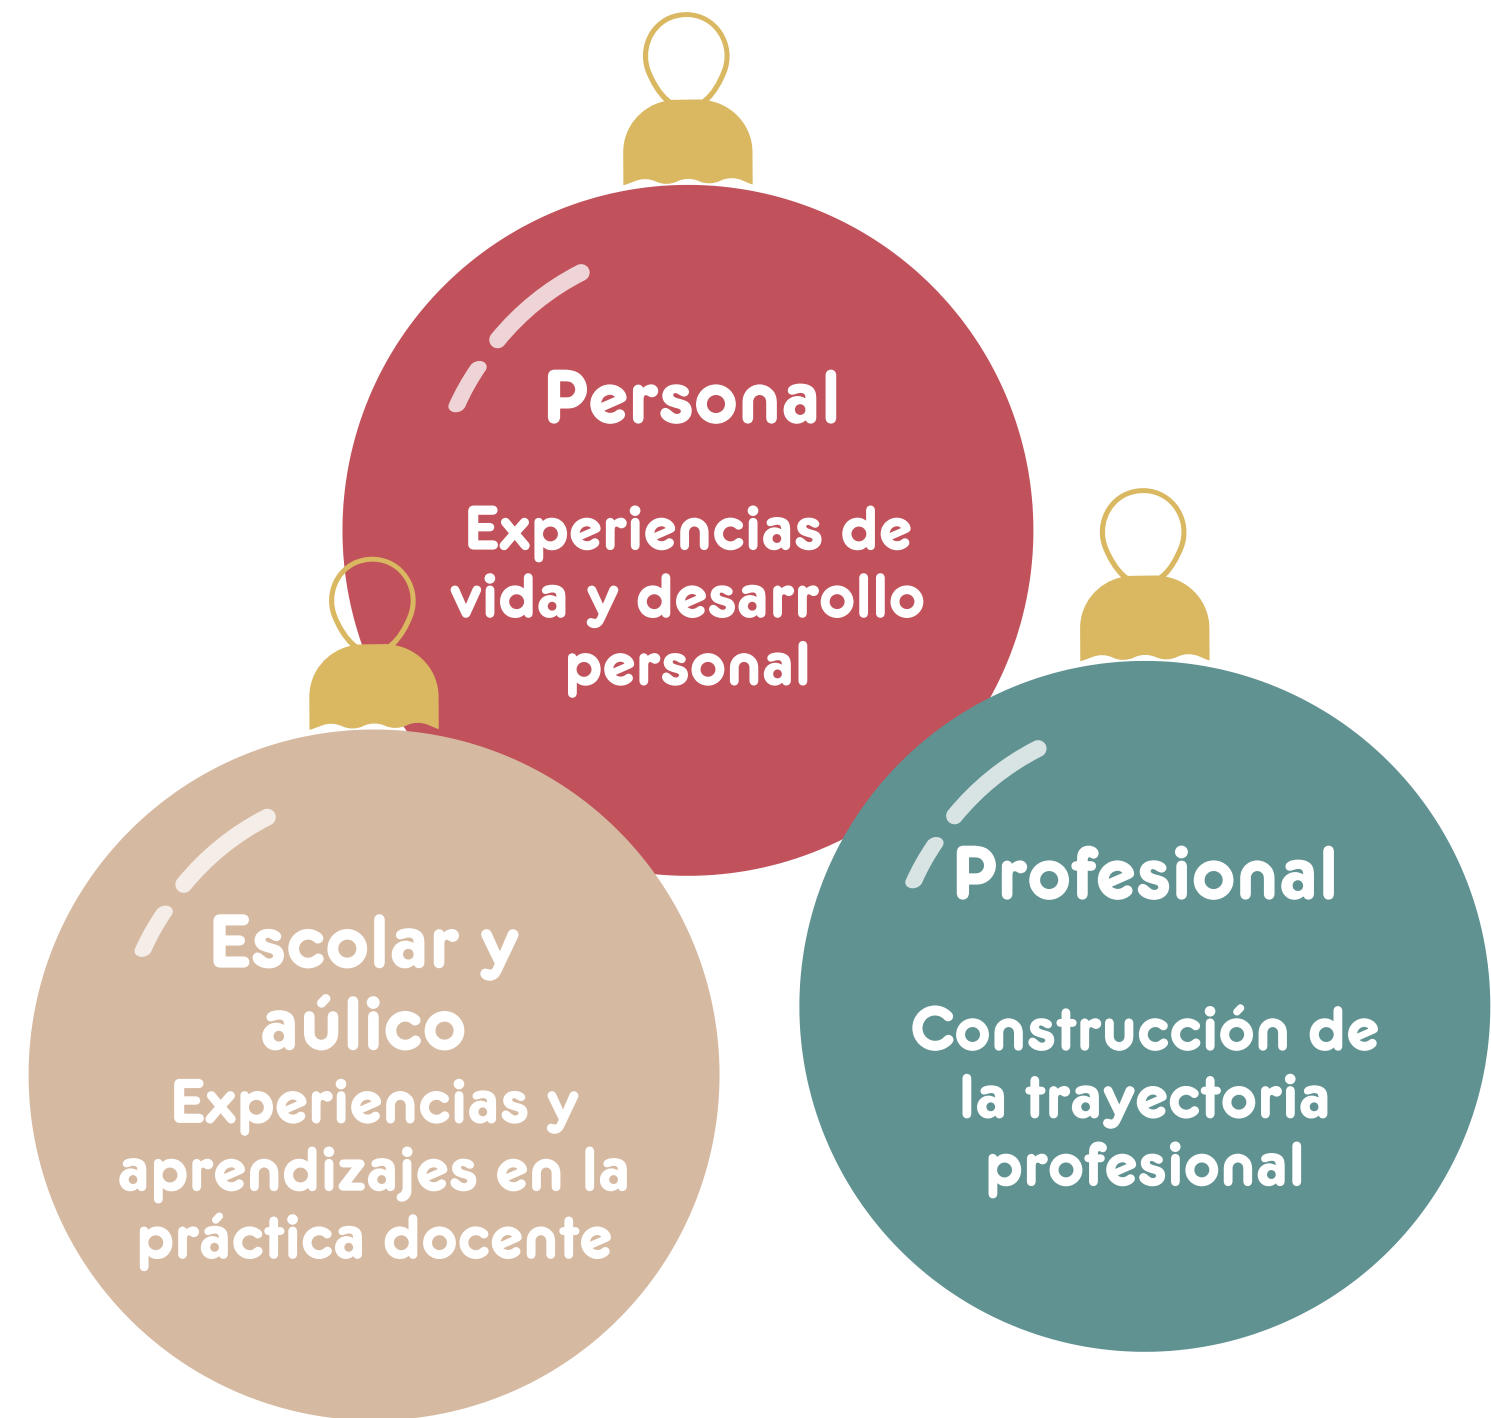 Personal
Experiencias de
vida y desarrollo
personal
Escolar y
aúlico
Experiencias y
aprendizajes en la
práctica docente
Profesional
Construcción de
la trayectoria
profesional